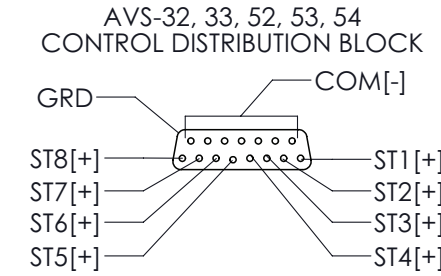 AVS-32, 33, 52, 53, 54
CONTROL DISTRIBUTION BLOCK
COM[-]
GRD
ST8[+]
ST1[+]
ST7[+]
ST2[+]
ST6[+]
ST3[+]
ST5[+]
ST4[+]